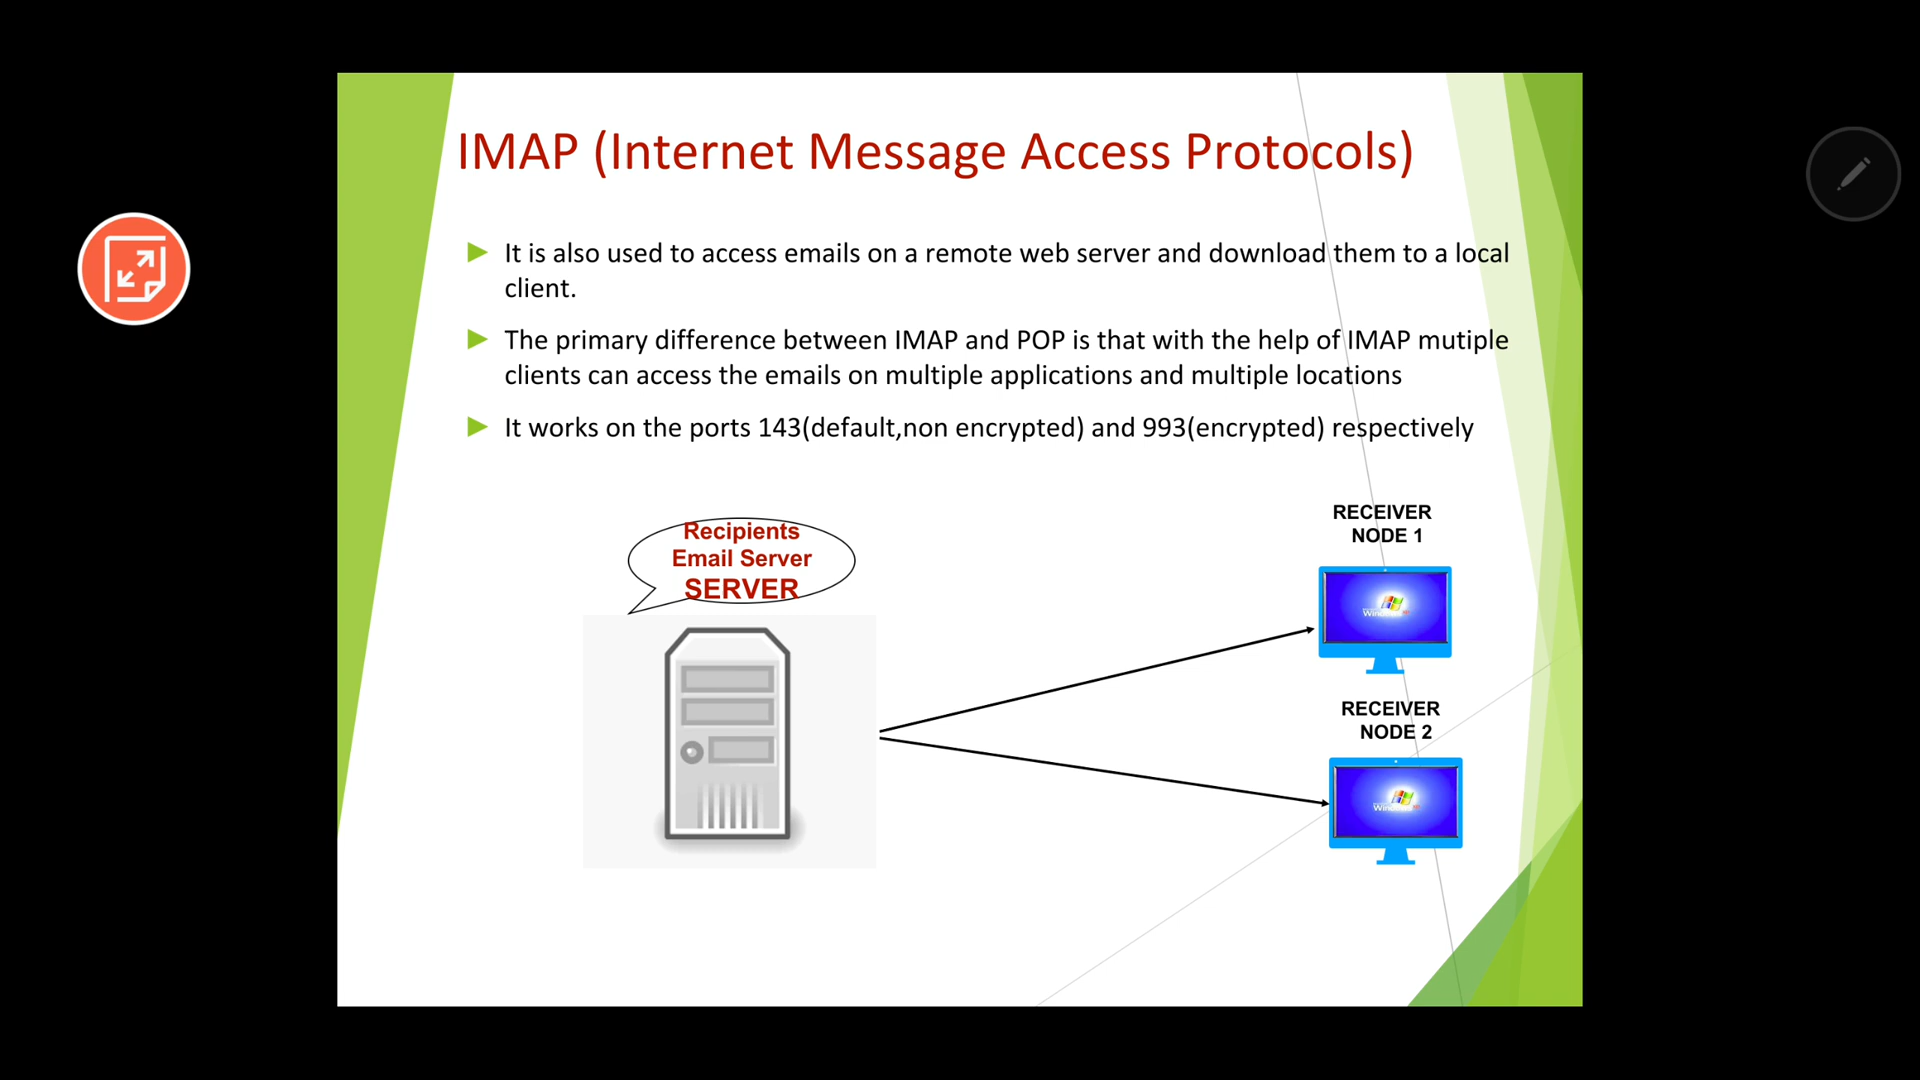 IMAP (Internet Message Access Protocols)
It is also used to access emails on a remote web server and download them to a local
client.
The primary difference between IMAP and POP is that with the help of IMAP mutiple
clients can access the emails on multiple applications and multiple locations
It works on the ports 143(default,non encrypted) and 993(encrypted) respectively
Recipients
Email Server
SERVER
RECEIVER
NODE 1
Windows
RECEIVER
NODE 2
Windows